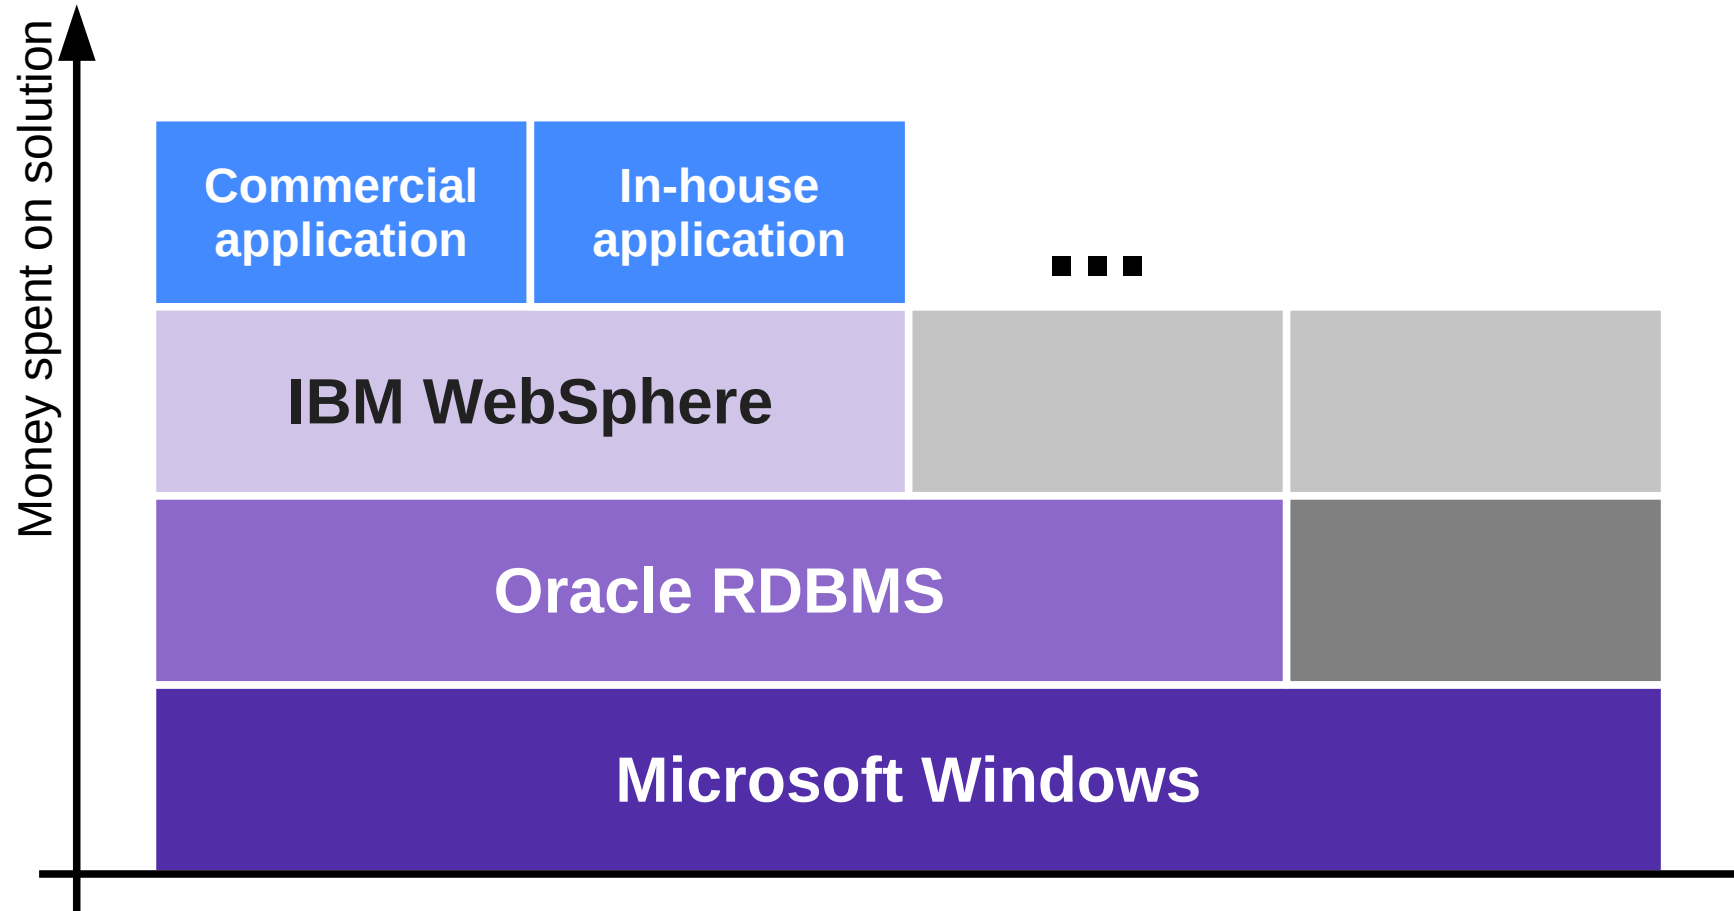 Money spent on solution
Commercial
application
In-house
application
...
IBM WebSphere
Oracle RDBMS
Microsoft Windows